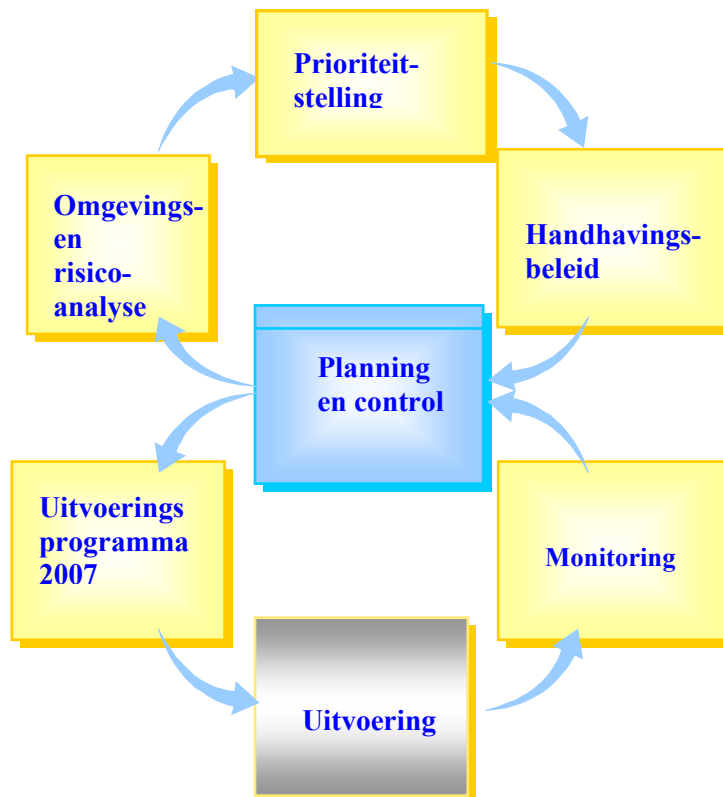 Prioriteit-
stelling
Omgevings-
en
risico-
analyse
Handhavings-
beleid
Planning
en control
Uitvoerings
programma
2007
Monitoring
Uitvoering